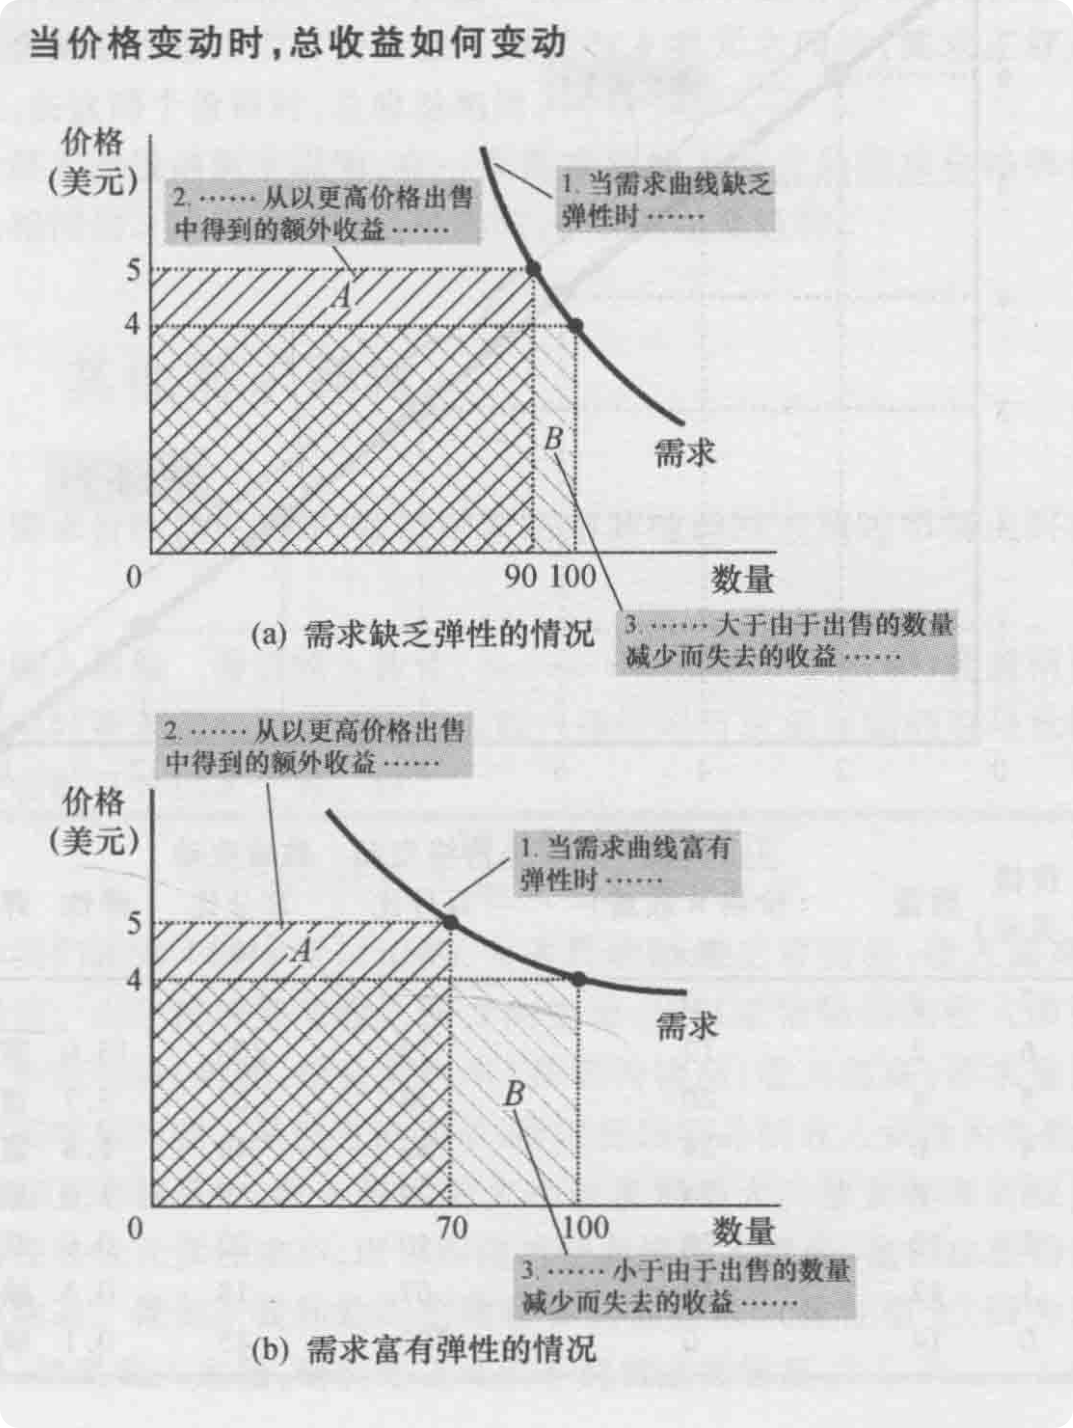 当价格变动时,总收益如何变动
价格
(美元)
2. …… 从以更高价格出售
中得到的额外收益 ……
1. 当需求曲线缺乏
弹性时 ……
5
A
4
B
需求
0
90 100
数量
(a) 需求缺乏弹性的情况
3. …… 大于由于出售的数量
减少而失去的收益 ……
2. …… 从以更高价格出售
中得到的额外收益 ……
价格
(美元)
1. 当需求曲线富有
弹性时 ……
5
A
4
需求
B
0
70
100
数量
3. …… 小于由于出售的数量
减少而失去的收益 ……
(b) 需求富有弹性的情况